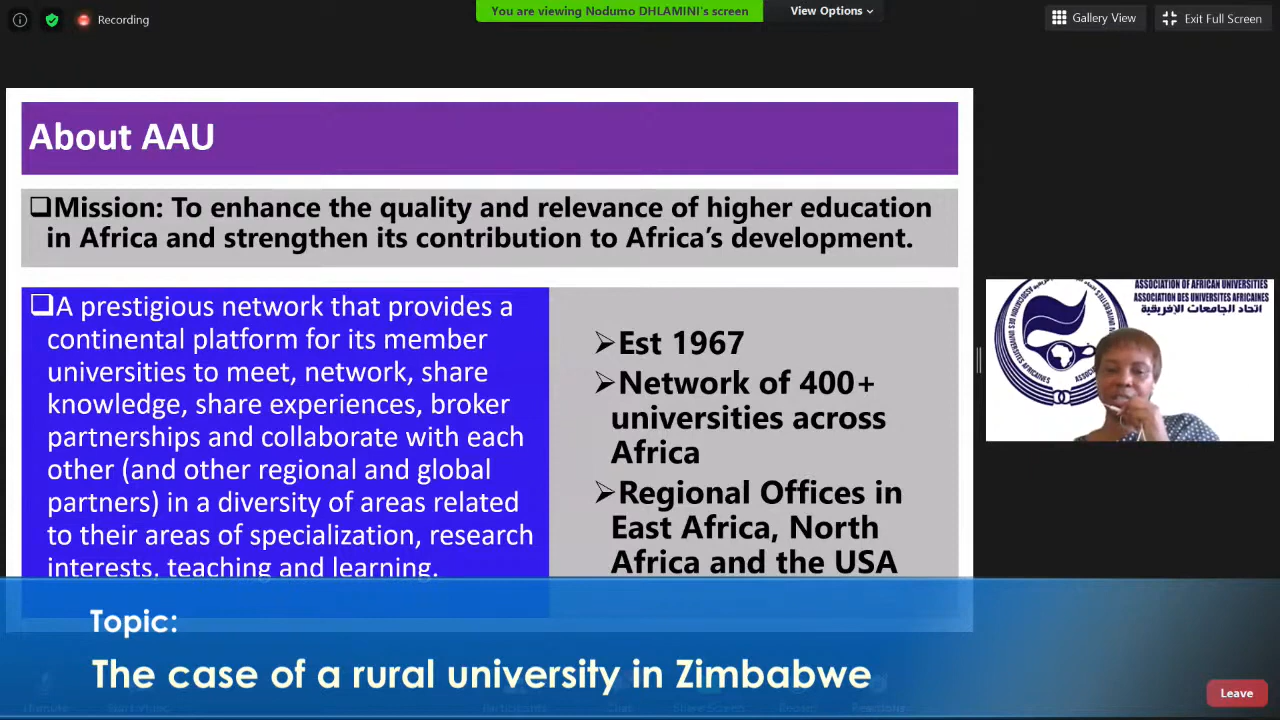 Recording
You are viewing Nodumo DHLAMINI's screen
View Options
Gallery View
Exit Full Screen
About AAU
Mission: To enhance the quality and relevance of higher education
in Africa and strengthen its contribution to Africa's development.
A prestigious network that provides a
continental platform for its member
universities to meet, network, share
knowledge, share experiences, broker
partnerships and collaborate with each
other (and other regional and global
partners) in a diversity of areas related
to their areas of specialization, research
interests, teaching and learning.
Est 1967
Network of 400+
universities across
Africa
Regional Offices in
East Africa, North
Africa and the USA
ASSOCIATION OF AFRICAN UNIVERSITIES
ASSOCIATION DES UNIVERSITES AFRICAINES
اتحاد الجامعات الإفريقية
Topic:
The case of a rural university in Zimbabwe
Leave